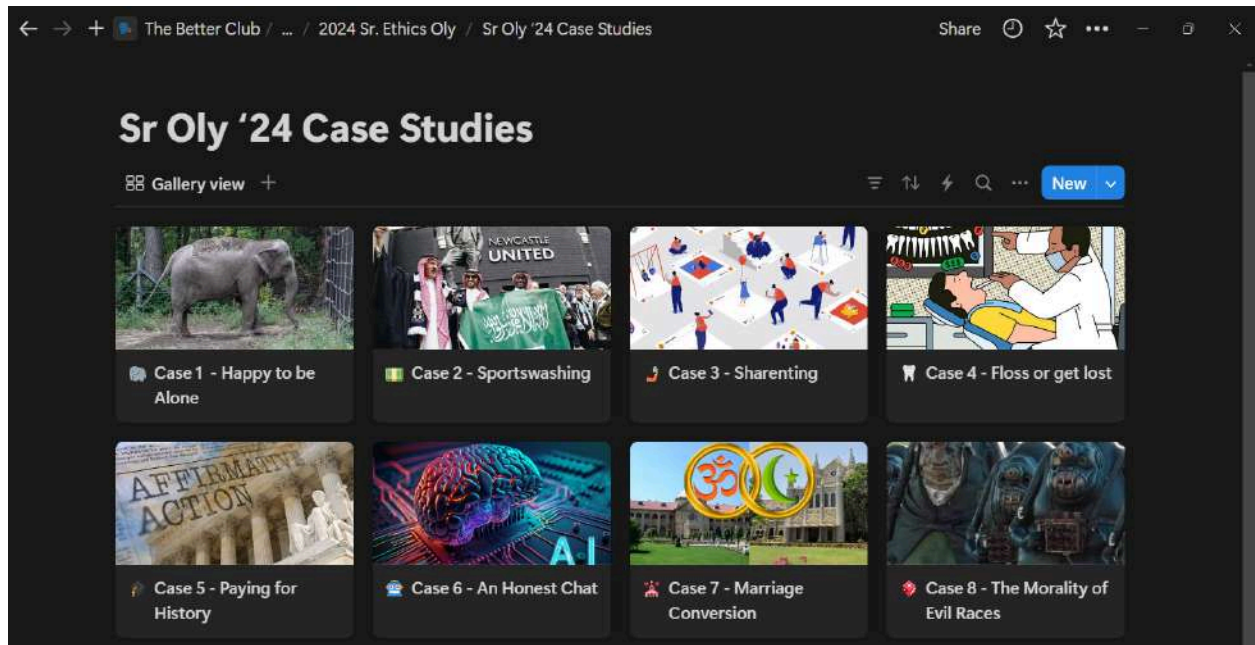 The Better Club / ... / 2024 Sr. Ethics Oly / Sr Oly '24 Case Studies
Share
Sr Oly ‘24 Case Studies
Gallery view
New
NEWCASTLE
UNITED
Case 1 - Happy to be
Alone
Case 2 - Sportswashing
Case 3 - Sharenting
Case 4 - Floss or get lost
AFFIRMATIVE
ACTION
AI
Case 5 - Paying for
History
Case 6 - An Honest Chat
Case 7 - Marriage
Conversion
Case 8 - The Morality of
Evil Races